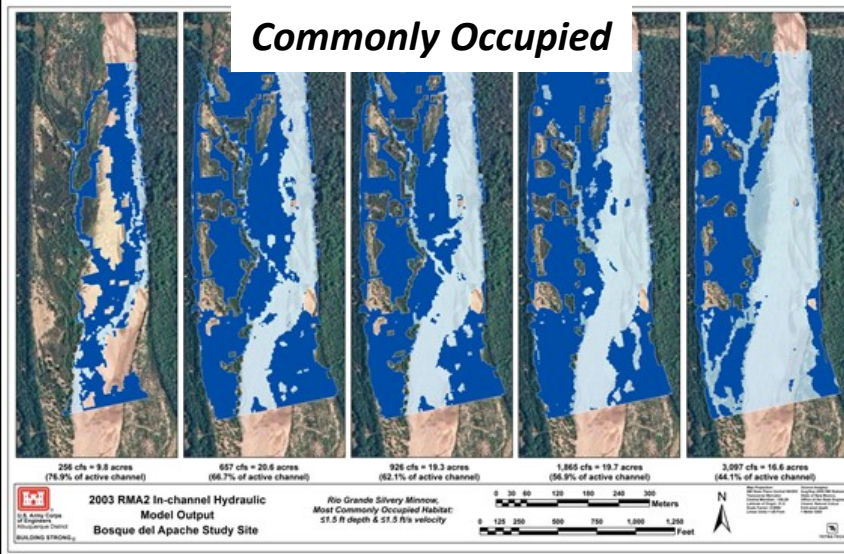 Commonly Occupied
256 cfs = 9.8 acres
(76.9% of active channel)
657 cfs = 20.6 acres
(66.7% of active channel)
926 cfs = 19.3 acres
(62.1% of active channel)
1,865 cfs = 19.7 acres
(56.9% of active channel)
3,097 cfs = 16.6 acres
(44.1% of active channel)
U.S. Army Corps
of Engineers
Albuquerque District
BUILDING STRONG
2003 RMA2 In-channel Hydraulic
Model Output
Bosque del Apache Study Site
Rio Grande Silvery Minnow,
Most Commonly Occupied Habitat:
≤1.5 ft depth & ≤1.5 ft/s velocity
0 30 60 120 180 240 300
Meters
0 125 250 500 750 1,000 1,250
Feet
N
TETRA TECH